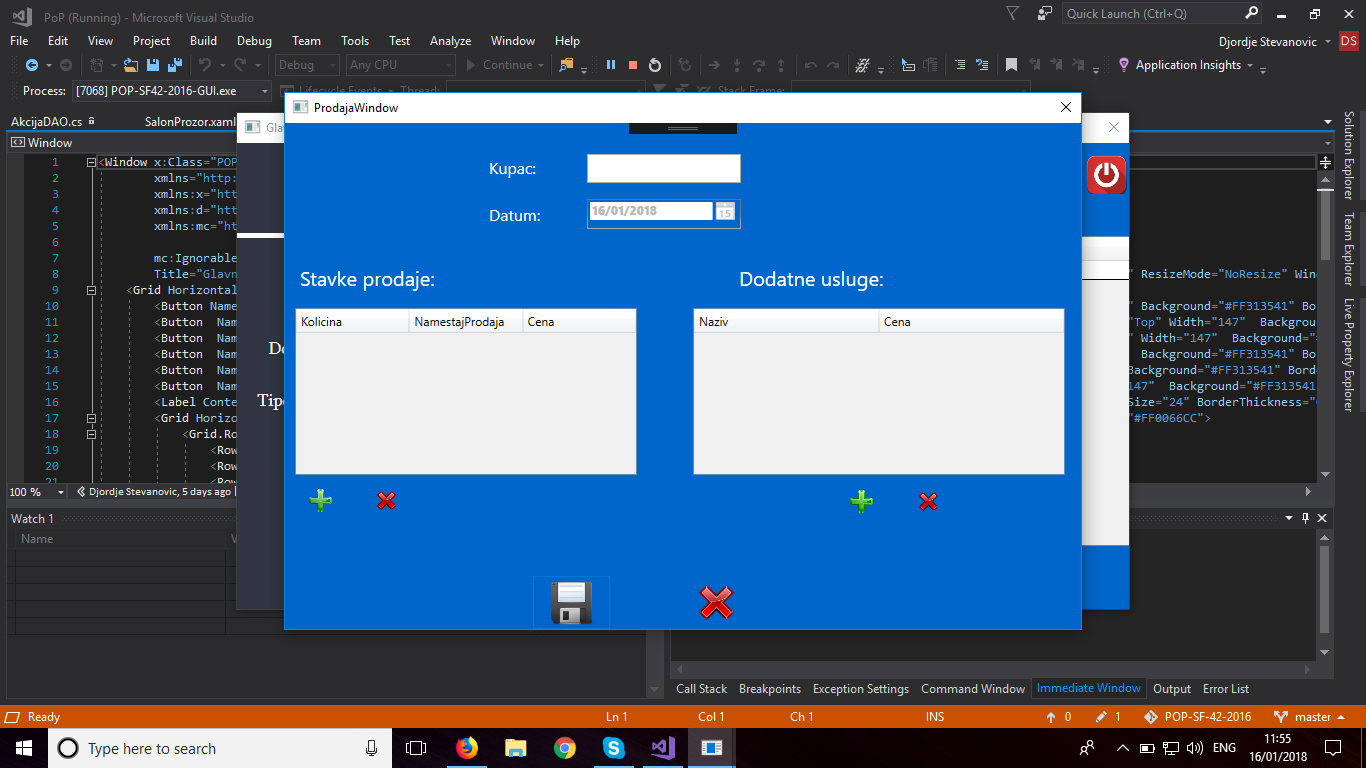 PoP (Running) - Microsoft Visual Studio
Quick Launch (Ctrl+Q)
File Edit View Project Build Debug Team Tools Test Analyze Window Help
Djordje Stevanovic DS
Debug Any CPU Continue Application Insights
Process: [7068] POP-SF42-2016-GUI.exe Lifecycle Events Thread: Stack Frame:
AkcijaDAO.cs SalonProzor.xaml
Window
1 <Window x:Class="POP
2 xmlns="http:
3 xmlns:x="htt
4 xmlns:d="htt
5 xmlns:mc="ht
6
7 mc:Ignorable
8 Title="Glavn
9 <Grid Horizontal
10 <Button Name
11 <Button Nam
12 <Button Nam
13 <Button Nam
14 <Button Nam
15 <Button Nam
16 <Label Conte
17 <Grid Horizo
18 <Grid.Ro
19 <Row
20 <Row
21 <Row
100 % Djordje Stevanovic, 5 days ago
Gla
Do
Tipo
ProdajaWindow
Kupac:
Datum: 16/01/2018 15
Stavke prodaje:
Kolicina NamestajProdaja Cena
Dodatne usluge:
Naziv Cena
" ResizeMode="NoResize" Win
" Background="#FF313541" Bo
"Top" Width="147" Backgroun
" Width="147" Background="#
Background="#FF313541" Bor
Background="#FF313541" Bord
147" Background="#FF313541
Size="24" BorderThickness="
"#FF0066CC">
Solution Explorer
Team Explorer
Live Property Explorer
Watch 1
Name
Call Stack Breakpoints Exception Settings Command Window Immediate Window Output Error List
Ready Ln 1 Col 1 Ch 1 INS 0 1 POP-SF-42-2016 master
Type here to search
ENG
11:55
16/01/2018